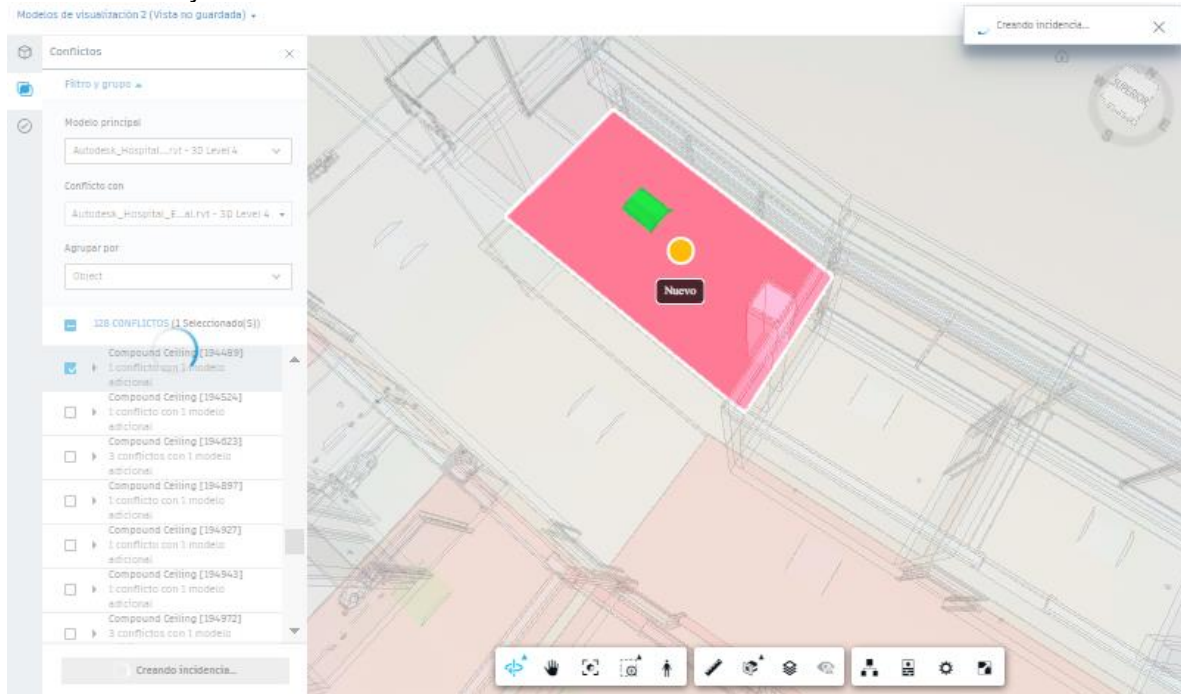 Modelos de visualización 2 (Vista no guardada)
Creando incidencia...
Conflictos
Filtro y grupo
Modelo principal
Autodesk_Hospital_...rvt - 3D Level 4
Conflicto con
Autodesk_Hospital_E...al.rvt - 3D Level 4
Agrupar por
Object
128 CONFLICTOS (1 Seleccionado(S))
Compound Ceiling [194489]
1 conflicto con 1 modelo
adicional
Compound Ceiling [194524]
1 conflicto con 1 modelo
adicional
Compound Ceiling [194623]
3 conflictos con 1 modelo
adicional
Compound Ceiling [194897]
1 conflicto con 1 modelo
adicional
Compound Ceiling [194927]
1 conflicto con 1 modelo
adicional
Compound Ceiling [194943]
1 conflicto con 1 modelo
adicional
Compound Ceiling [194972]
3 conflictos con 1 modelo
Creando incidencia...
Nuevo
SUPERIOR
S
E